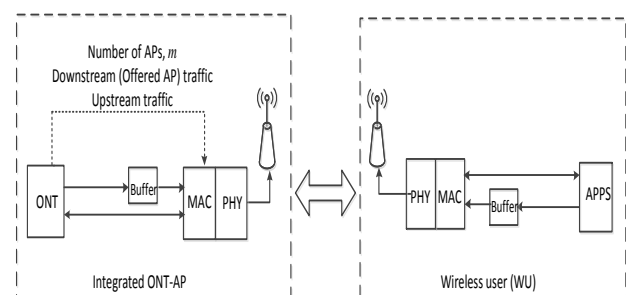 Number of APs, m
Downstream (Offered AP) traffic
Upstream traffic
ONT
Buffer
MAC
PHY
Integrated ONT-AP
PHY
MAC
Buffer
APPS
Wireless user (WU)